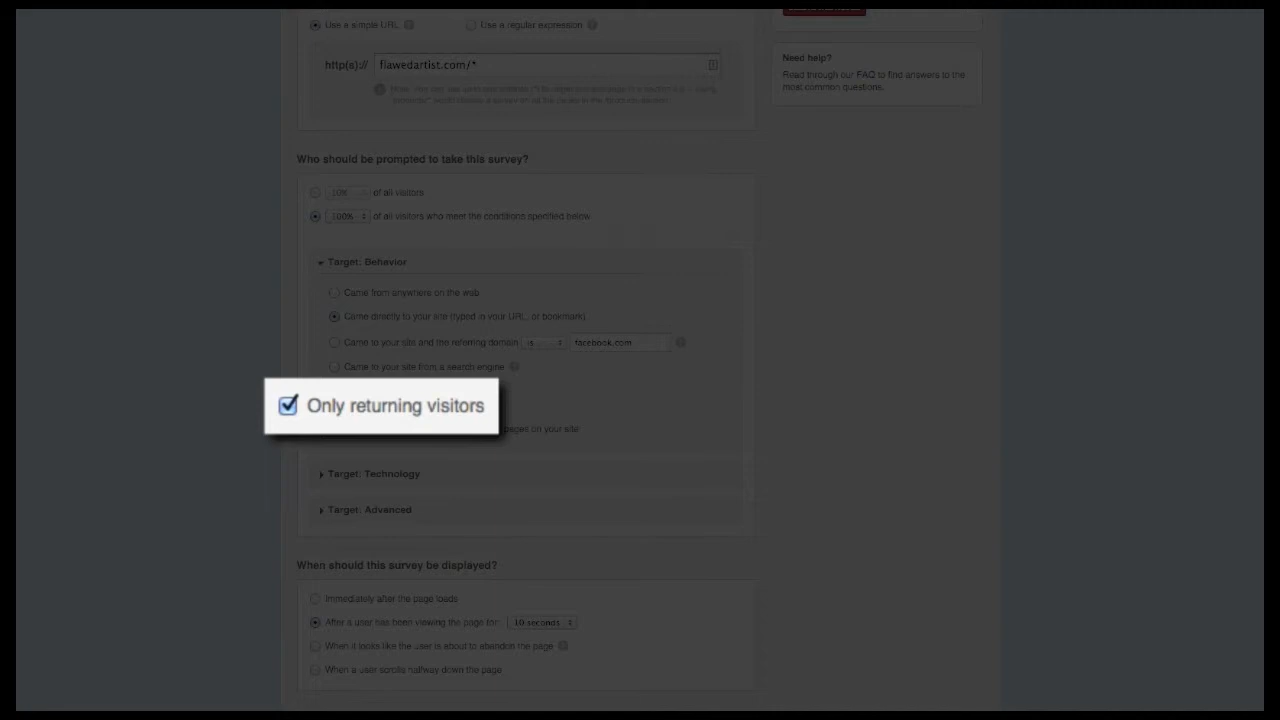 Use a simple URL
Use a regular expression
http(s)://
flawedartist.com/*
Need help?
Read through our FAQ to find answers to the
most common questions.
Who should be prompted to take this survey?
10% of all visitors
100% of all visitors who meet the conditions specified below
Target: Behavior
Came from anywhere on the web
Came directly to your site (typed in your URL, or bookmark)
Came to your site and the referring domain is facebook.com
Came to your site from a search engine
Only returning visitors
pages on your site
Target: Technology
Target: Advanced
When should this survey be displayed?
Immediately after the page loads
After a user has been viewing the page for: 10 seconds
When it looks like the user is about to abandon the page
When a user scrolls halfway down the page